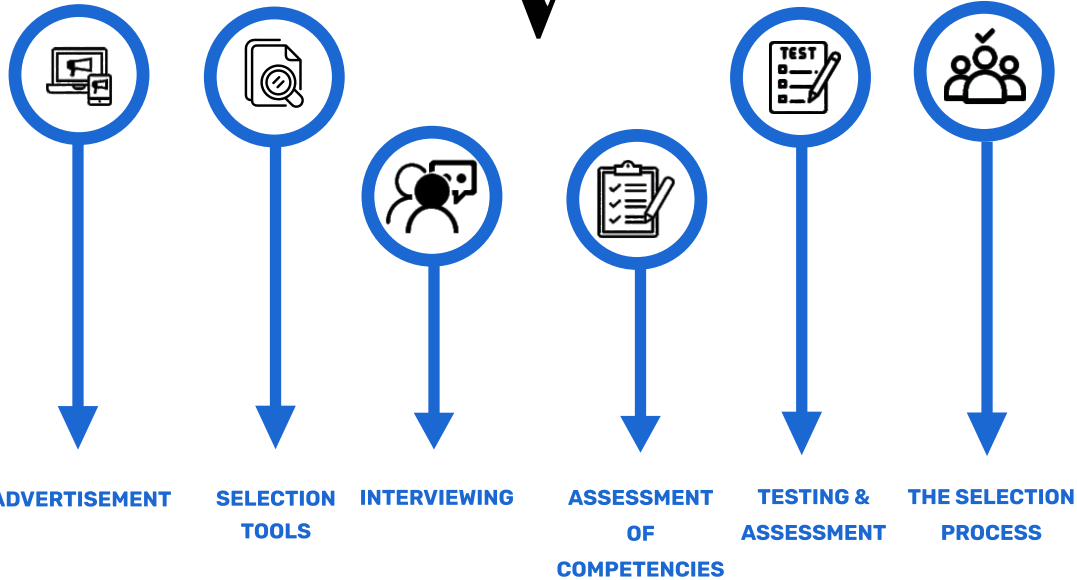 TEST
ADVERTISEMENT
SELECTION
TOOLS
INTERVIEWING
ASSESSMENT
OF
COMPETENCIES
TESTING &
ASSESSMENT
THE SELECTION
PROCESS